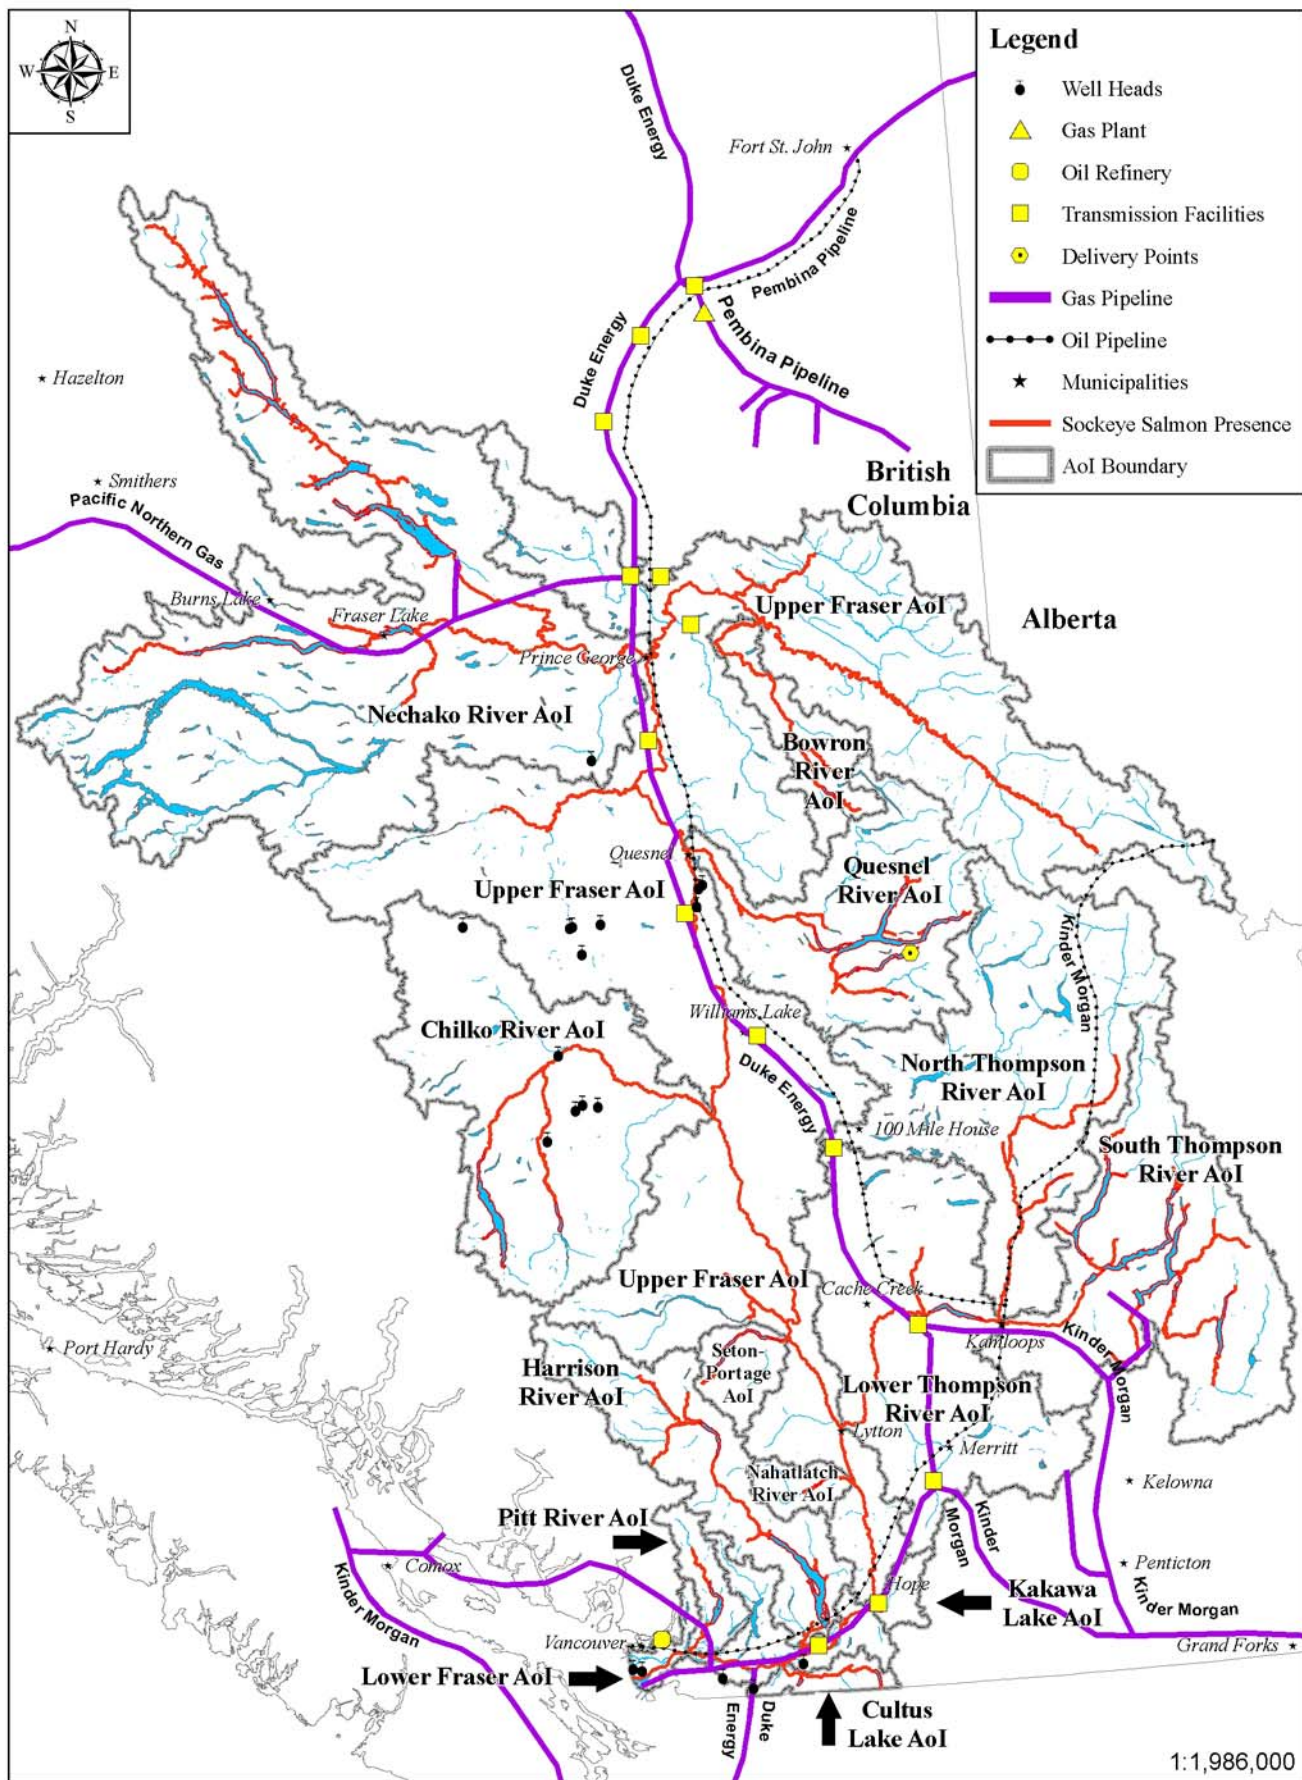 N
W E
S
Legend
Well Heads
Gas Plant
Oil Refinery
Transmission Facilities
Delivery Points
Gas Pipeline
Oil Pipeline
Municipalities
Sockeye Salmon Presence
AoI Boundary
Duke Energy
Fort St. John
Pembina Pipeline
Pembina Pipeline
Duke Energy
Hazelton
Smithers
Pacific Northern Gas
British
Columbia
Alberta
Burns Lake
Fraser Lake
Upper Fraser AoI
Prince George
Nechako River AoI
Bowron
River
AoI
Quesnel
Quesnel
River AoI
Upper Fraser AoI
Kinder Morgan
Williams Lake
Chilko River AoI
Duke Energy
North Thompson
River AoI
100 Mile House
South Thompson
River AoI
Upper Fraser AoI
Cache Creek
Kamloops
Kinder Morgan
Port Hardy
Harrison
River AoI
Seton-
Portage
AoI
Lower Thompson
River AoI
Lytton
Merritt
Kelowna
Nahatlatch
River AoI
Pitt River AoI
Kinder
Morgan
Comox
Kinder Morgan
Hope
Kakawa
Lake AoI
Penticton
Kinder Morgan
Vancouver
Grand Forks
Lower Fraser AoI
Duke
Energy
Cultus
Lake AoI
1:1,986,000